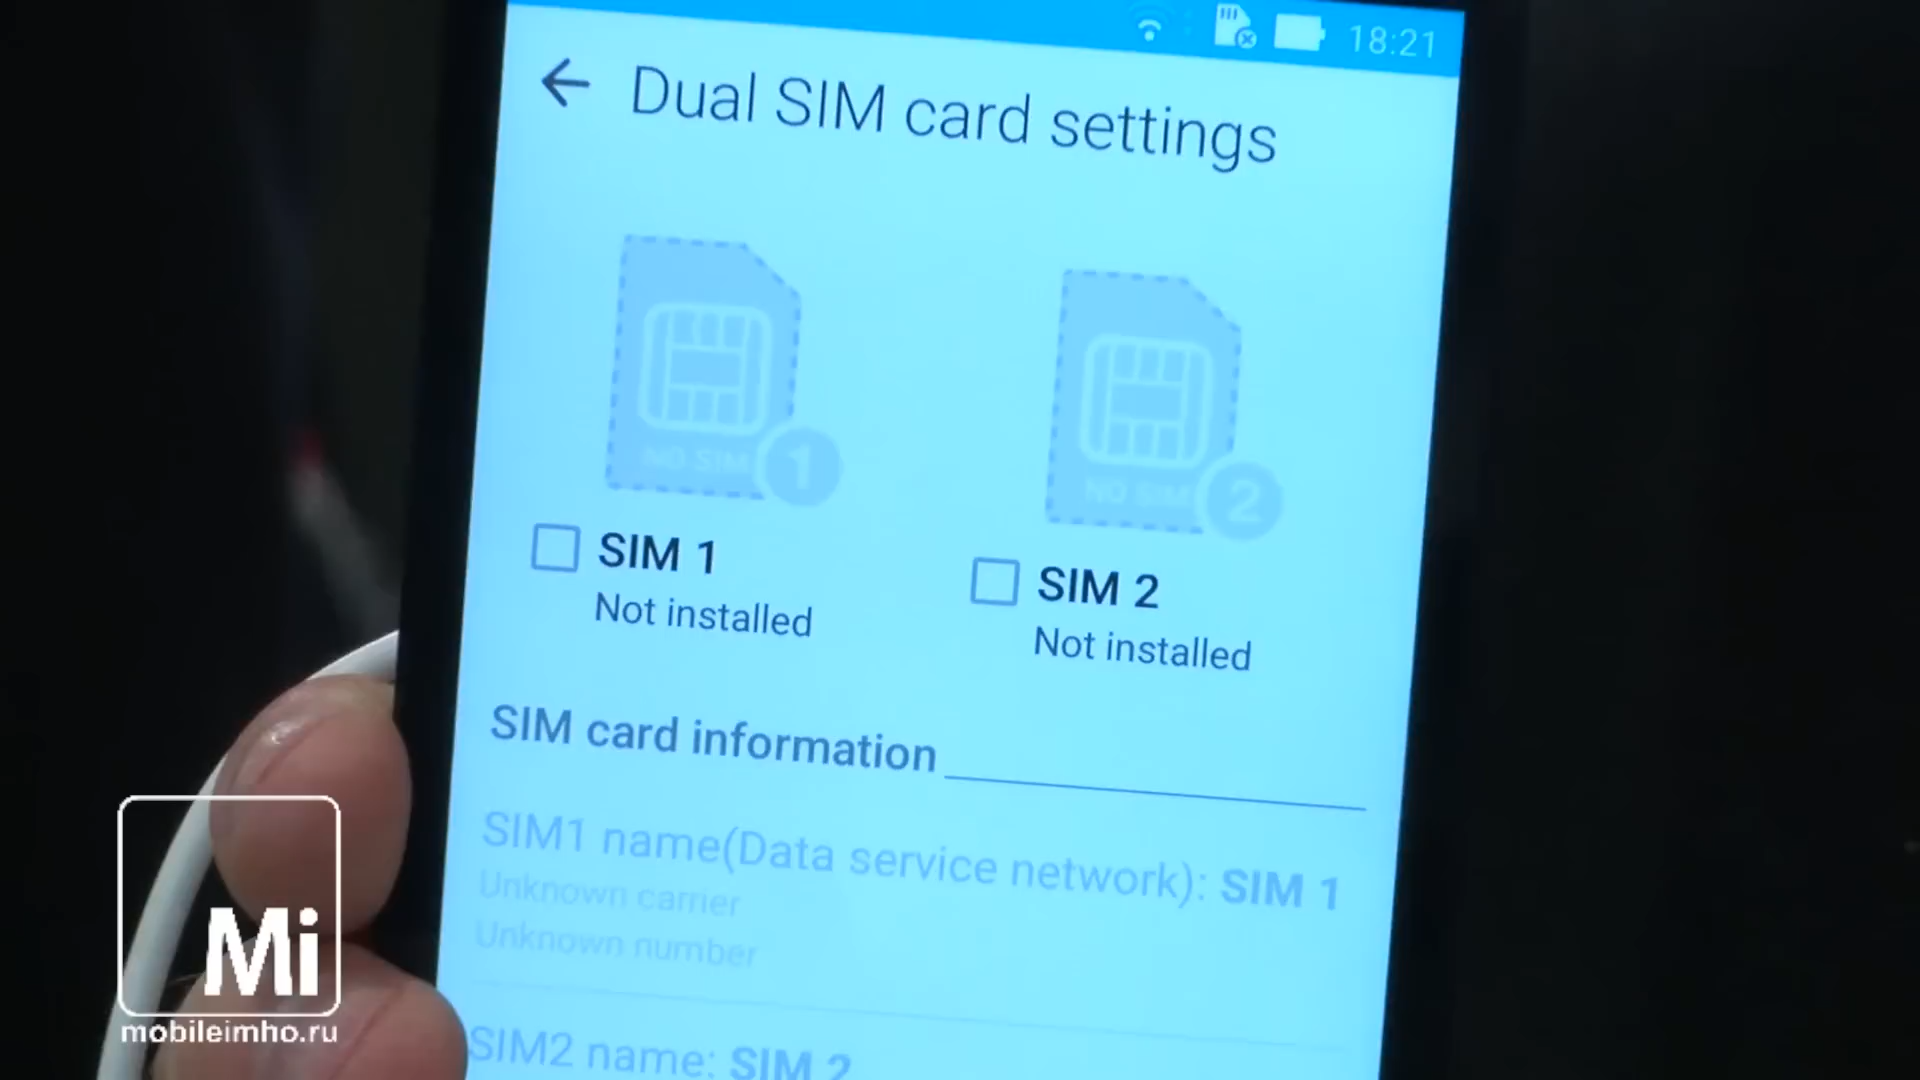 18:21
Dual SIM card settings
NO SIM 1
NO SIM 2
SIM 1
Not installed
SIM 2
Not installed
SIM card information
SIM1 name(Data service network): SIM 1
Unknown carrier
Unknown number
SIM2 name: SIM 2
Mi
mobileimho.ru